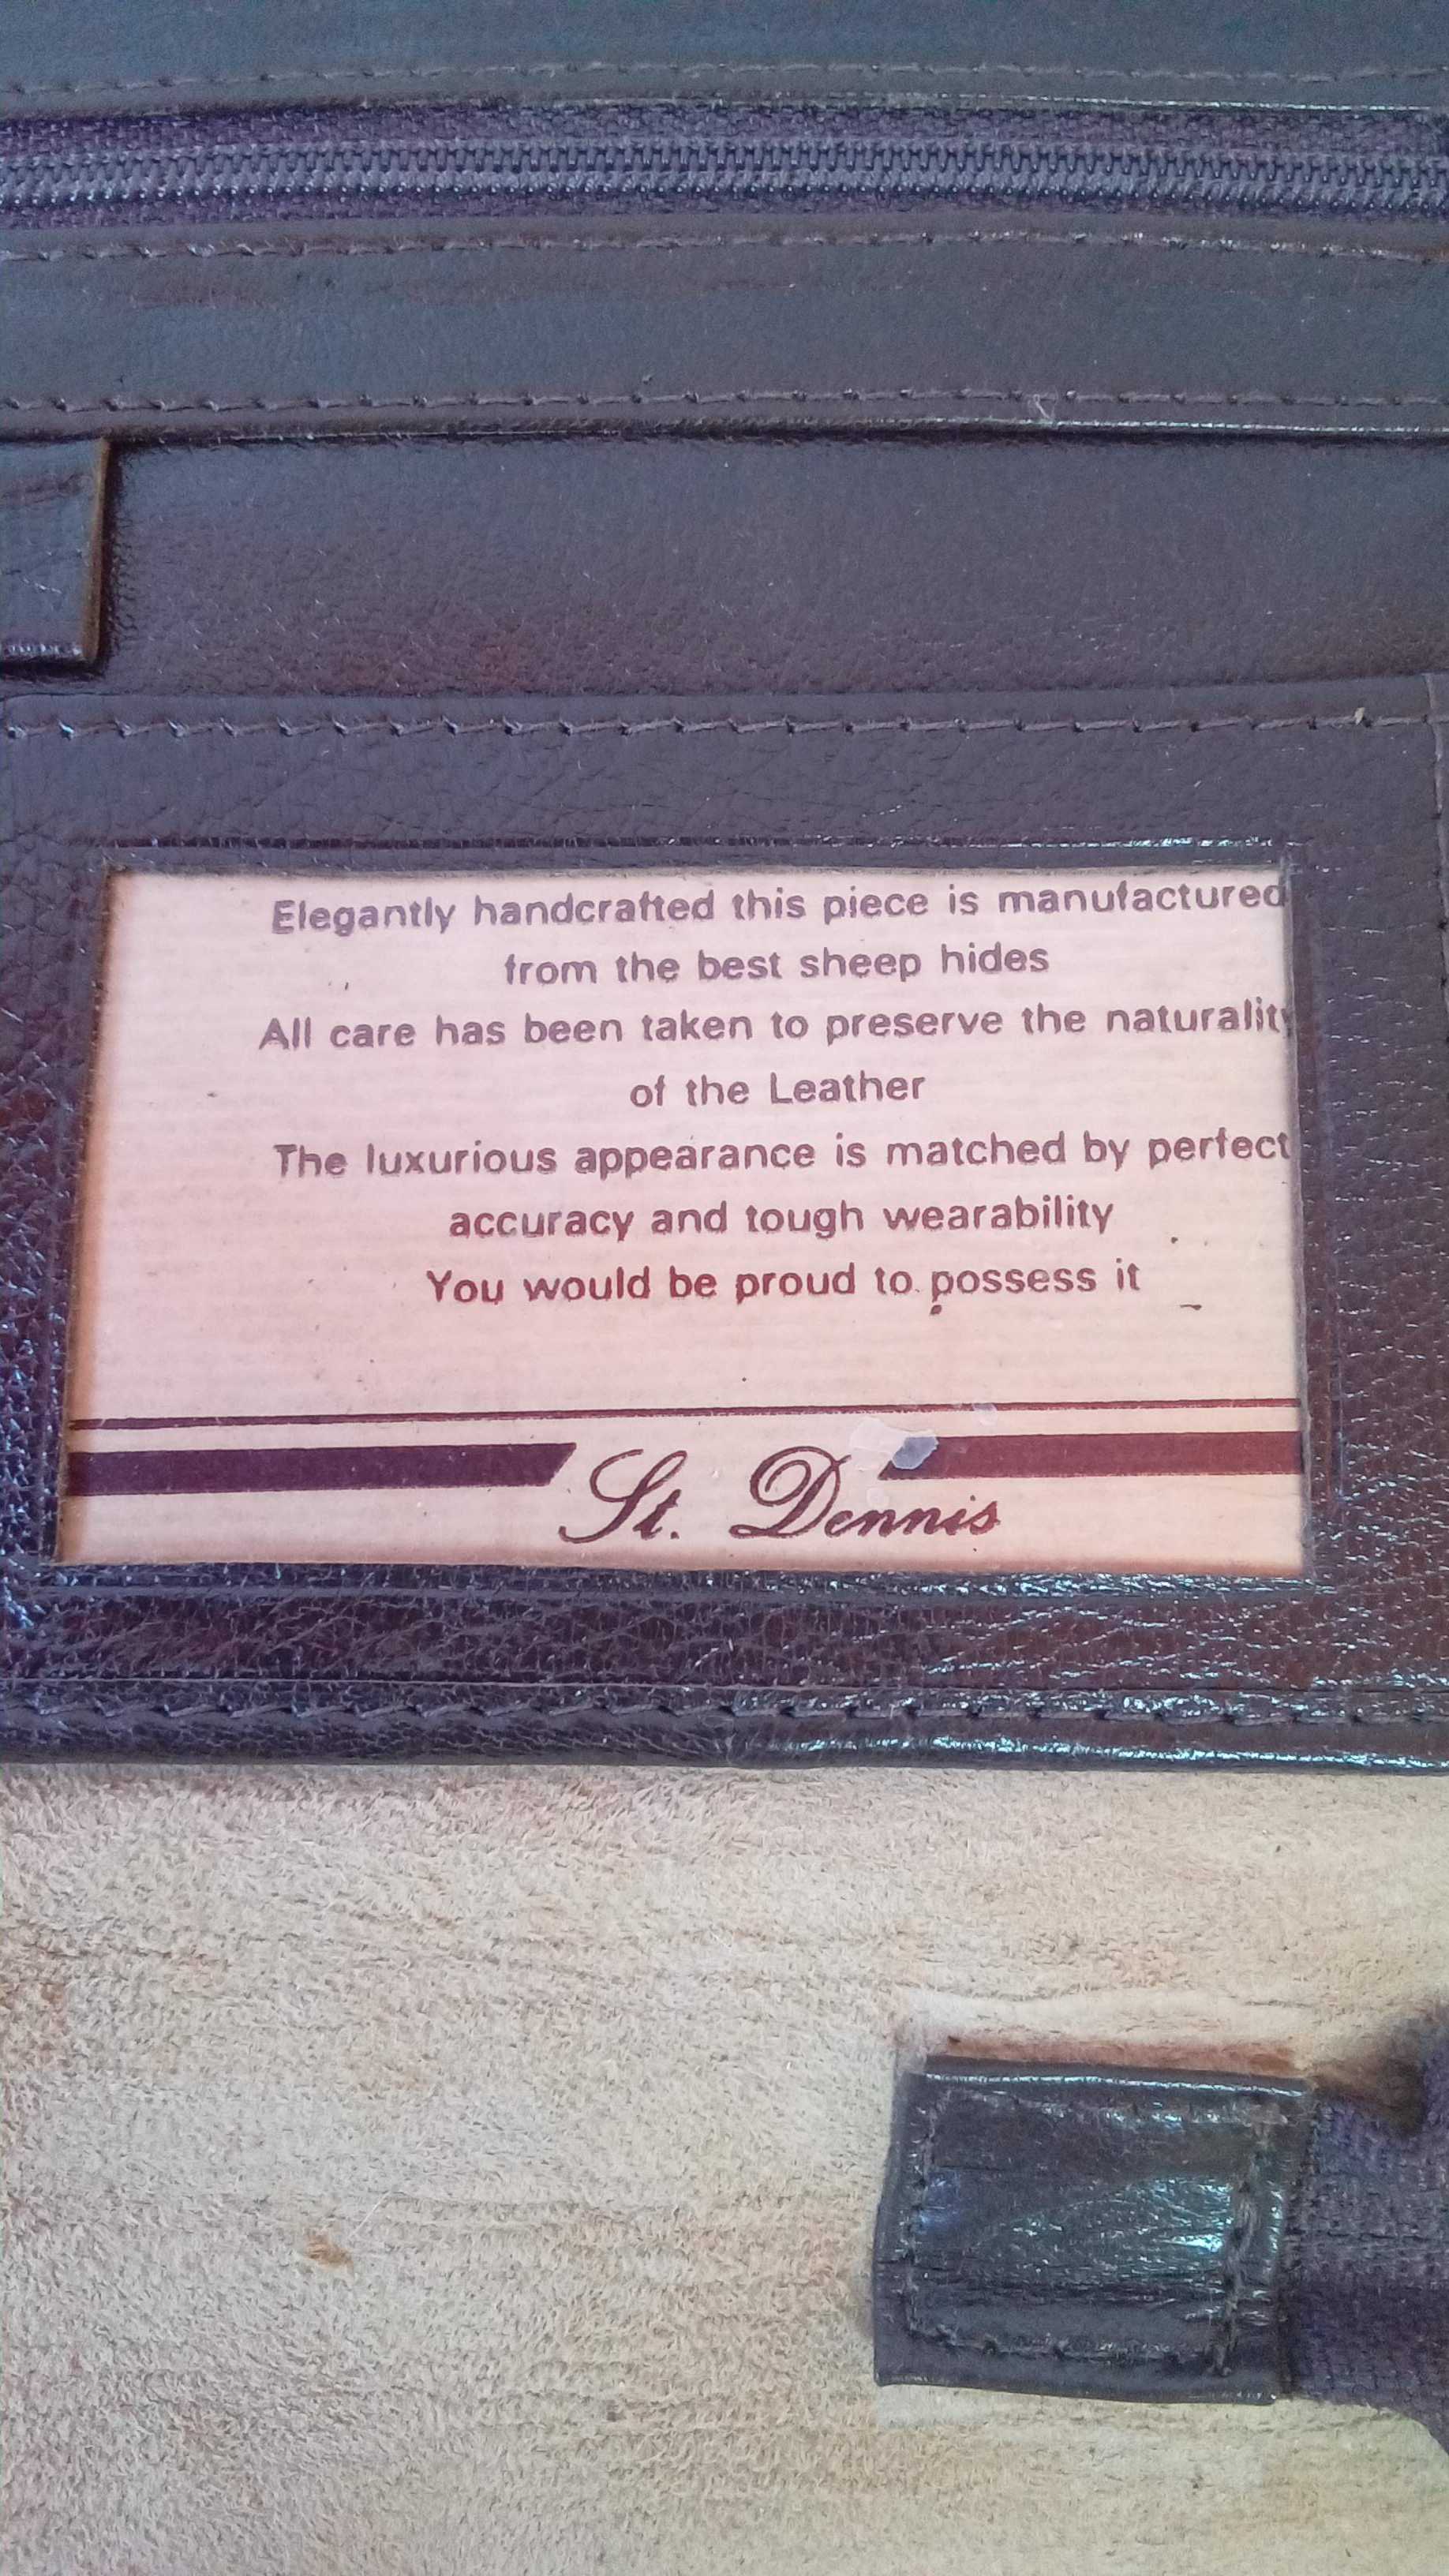 Elegantly handcrafted this piece is manufactured
from the best sheep hides
All care has been taken to preserve the naturality
of the Leather
The luxurious appearance is matched by perfect
accuracy and tough wearability
You would be proud to possess it
St. Dennis